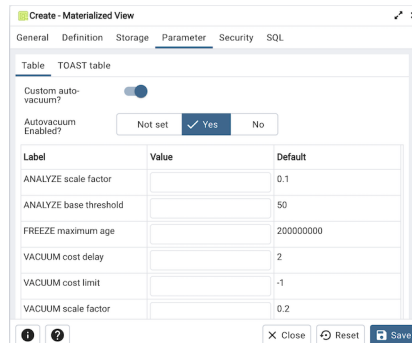 Create - Materialized View
General Definition Storage Parameter Security SQL
Table TOAST table
Custom auto-
vacuum?
Autovacuum
Enabled?
Not set Yes No
Label Value Default
ANALYZE scale factor 0.1
ANALYZE base threshold 50
FREEZE maximum age 200000000
VACUUM cost delay 2
VACUUM cost limit -1
VACUUM scale factor 0.2
Close Reset Save